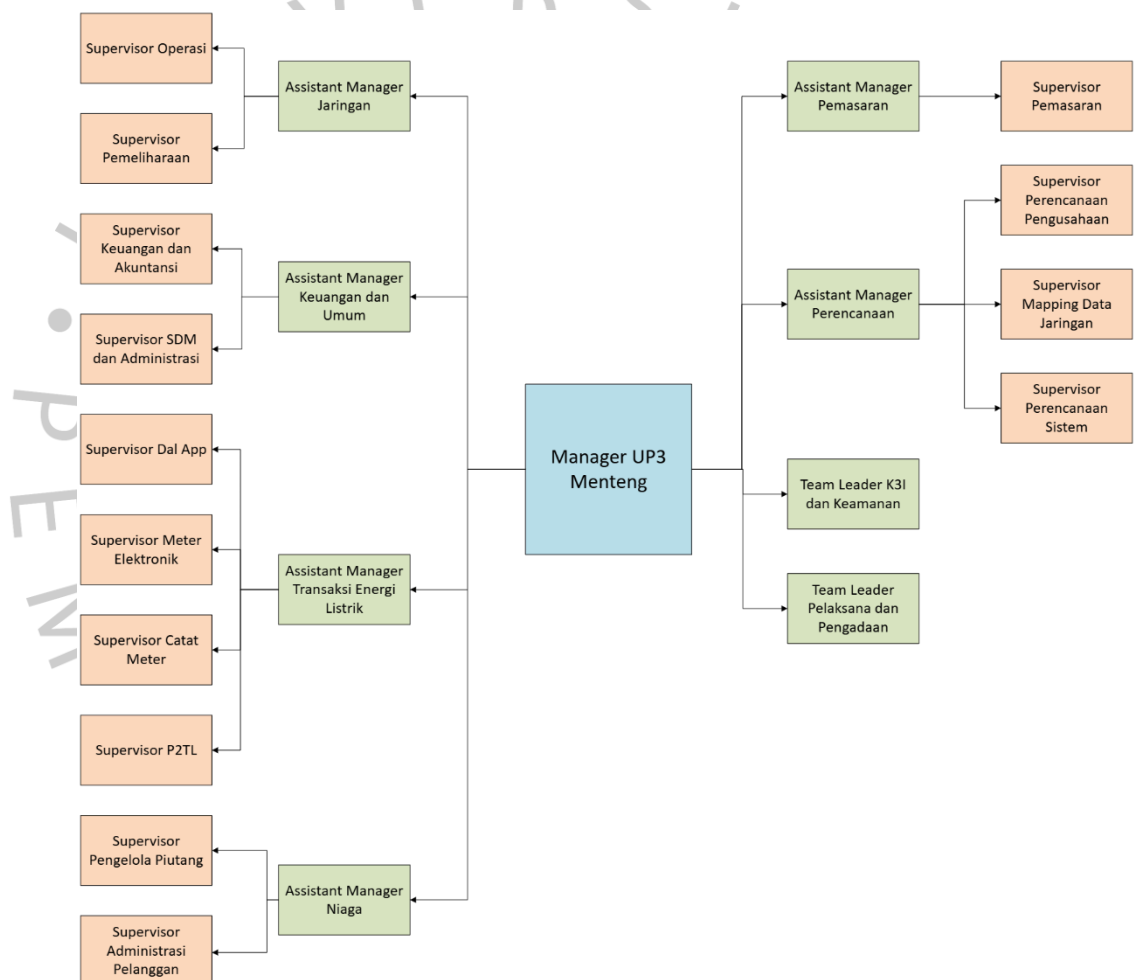 Supervisor Operasi
Supervisor
Pemeliharaan
Assistant Manager
Jaringan
Supervisor
Keuangan dan
Akuntansi
Supervisor SDM
dan Administrasi
Assistant Manager
Keuangan dan
Umum
Supervisor Dal App
Supervisor Meter
Elektronik
Supervisor Catat
Meter
Supervisor P2TL
Assistant Manager
Transaksi Energi
Listrik
Supervisor
Pengelola Piutang
Supervisor
Administrasi
Pelanggan
Assistant Manager
Niaga
Manager UP3
Menteng
Assistant Manager
Pemasaran
Supervisor
Pemasaran
Assistant Manager
Perencanaan
Supervisor
Perencanaan
Pengusahaan
Supervisor
Mapping Data
Jaringan
Supervisor
Perencanaan
Sistem
Team Leader K3I
dan Keamanan
Team Leader
Pelaksana dan
Pengadaan